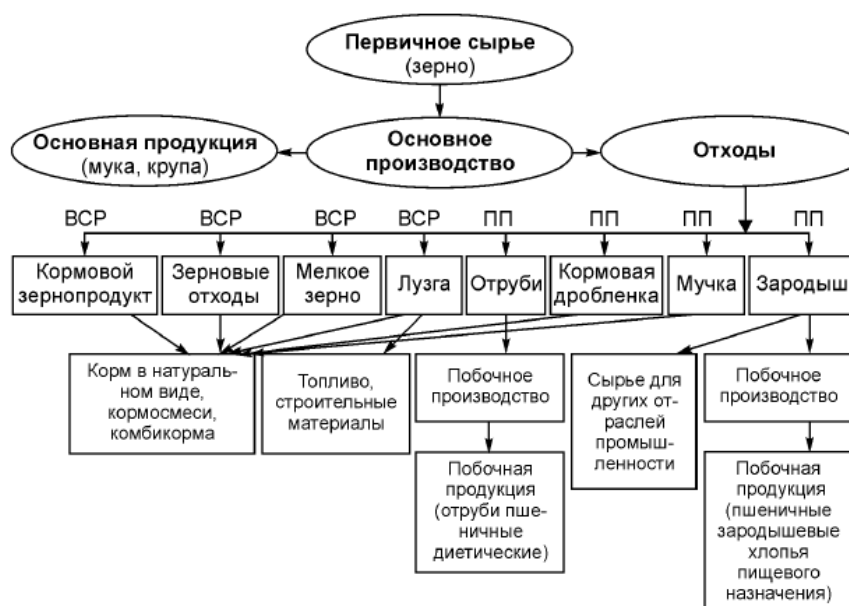 Первичное сырье
(зерно)
Основная продукция
(мука, крупа)
Основное
производство
Отходы
ВСР ВСР ВСР ВСР ПП ПП ПП ПП
Кормовой
зернопродукт
Зерновые
отходы
Мелкое
зерно
Лузга
Отруби
Кормовая
дробленка
Мучка
Зародыш
Корм в натураль-
ном виде,
кормосмеси,
комбикорма
Топливо,
строительные
материалы
Побочное
производство
Сырье для
других от-
раслей
промыш-
ленности
Побочное
производство
Побочная
продукция
(отруби пше-
ничные
диетические)
Побочная
продукция
(пшеничные
зародышевые
хлопья
пищевого
назначения)